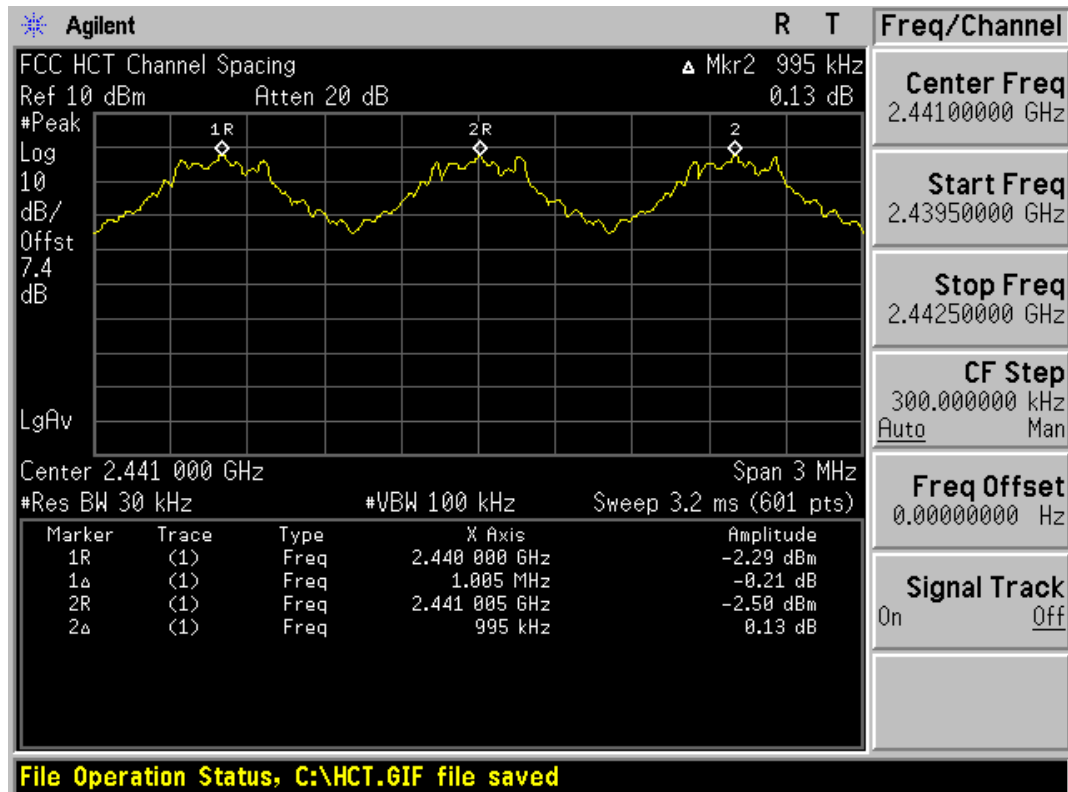 Agilent R T
FCC HCT Channel Spacing Δ Mkr2 995 kHz
Ref 10 dBm Atten 20 dB 0.13 dB
#Peak
Log
10
dB/
Offst
7.4
dB
LgAv
1R 2R 2
Center 2.441 000 GHz Span 3 MHz
#Res BW 30 kHz #VBW 100 kHz Sweep 3.2 ms (601 pts)
Marker Trace Type X Axis Amplitude
1R (1) Freq 2.440 000 GHz -2.29 dBm
1Δ (1) Freq 1.005 MHz -0.21 dB
2R (1) Freq 2.441 005 GHz -2.50 dBm
2Δ (1) Freq 995 kHz 0.13 dB
Freq/Channel
Center Freq
2.44100000 GHz
Start Freq
2.43950000 GHz
Stop Freq
2.44250000 GHz
CF Step
300.000000 kHz
Auto Man
Freq Offset
0.00000000 Hz
Signal Track
On Off
File Operation Status, C:\HCT.GIF file saved